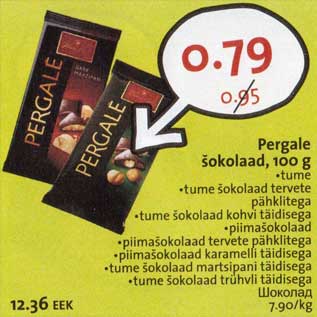 PERGALE
DARK
MARZIPAN
PERGALE
0.79
0.95
Pergale
šokolaad, 100 g
•tume
•tume šokolaad tervete
pähklitega
•tume šokolaad kohvi täidisega
•piimašokolaad
•piimašokolaad tervete pähklitega
•piimašokolaad karamelli täidisega
•tume šokolaad martsipani täidisega
•tume šokolaad trühvli täidisega
Шоколад
12.36 EEK
7.90/kg